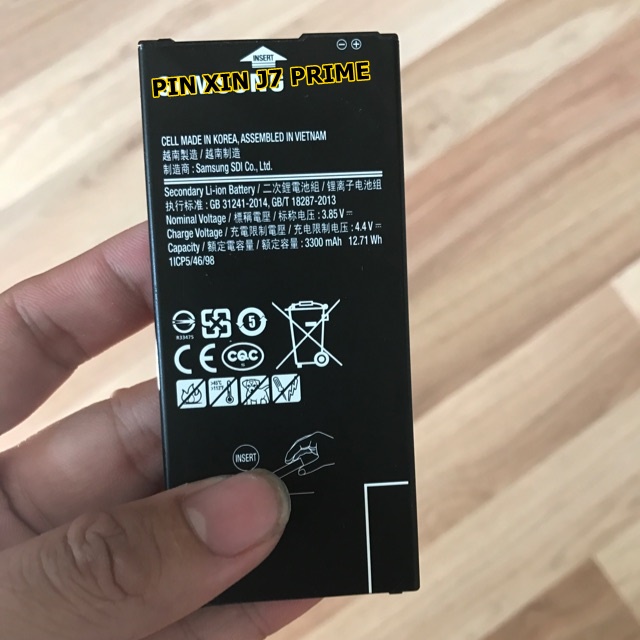 INSERT
PIN XIN J7 PRIME
CELL MADE IN KOREA, ASSEMBLED IN VIETNAM
越南製造 / 越南制造
制造商 : Samsung SDI Co., Ltd.
Secondary Li-ion Battery / 二次鋰電池組 / 锂离子电池组
执行标准 : GB 31241-2014, GB/T 18287-2013
Nominal Voltage / 標稱電壓 / 标称电压 : 3.85 V
Charge Voltage / 充電限制電壓 / 充电限制电压 : 4.4 V
Capacity / 額定電容量 / 额定容量 : 3300 mAh 12.71 Wh
1ICP5/46/98
5
R33475
CE CQC
INSERT